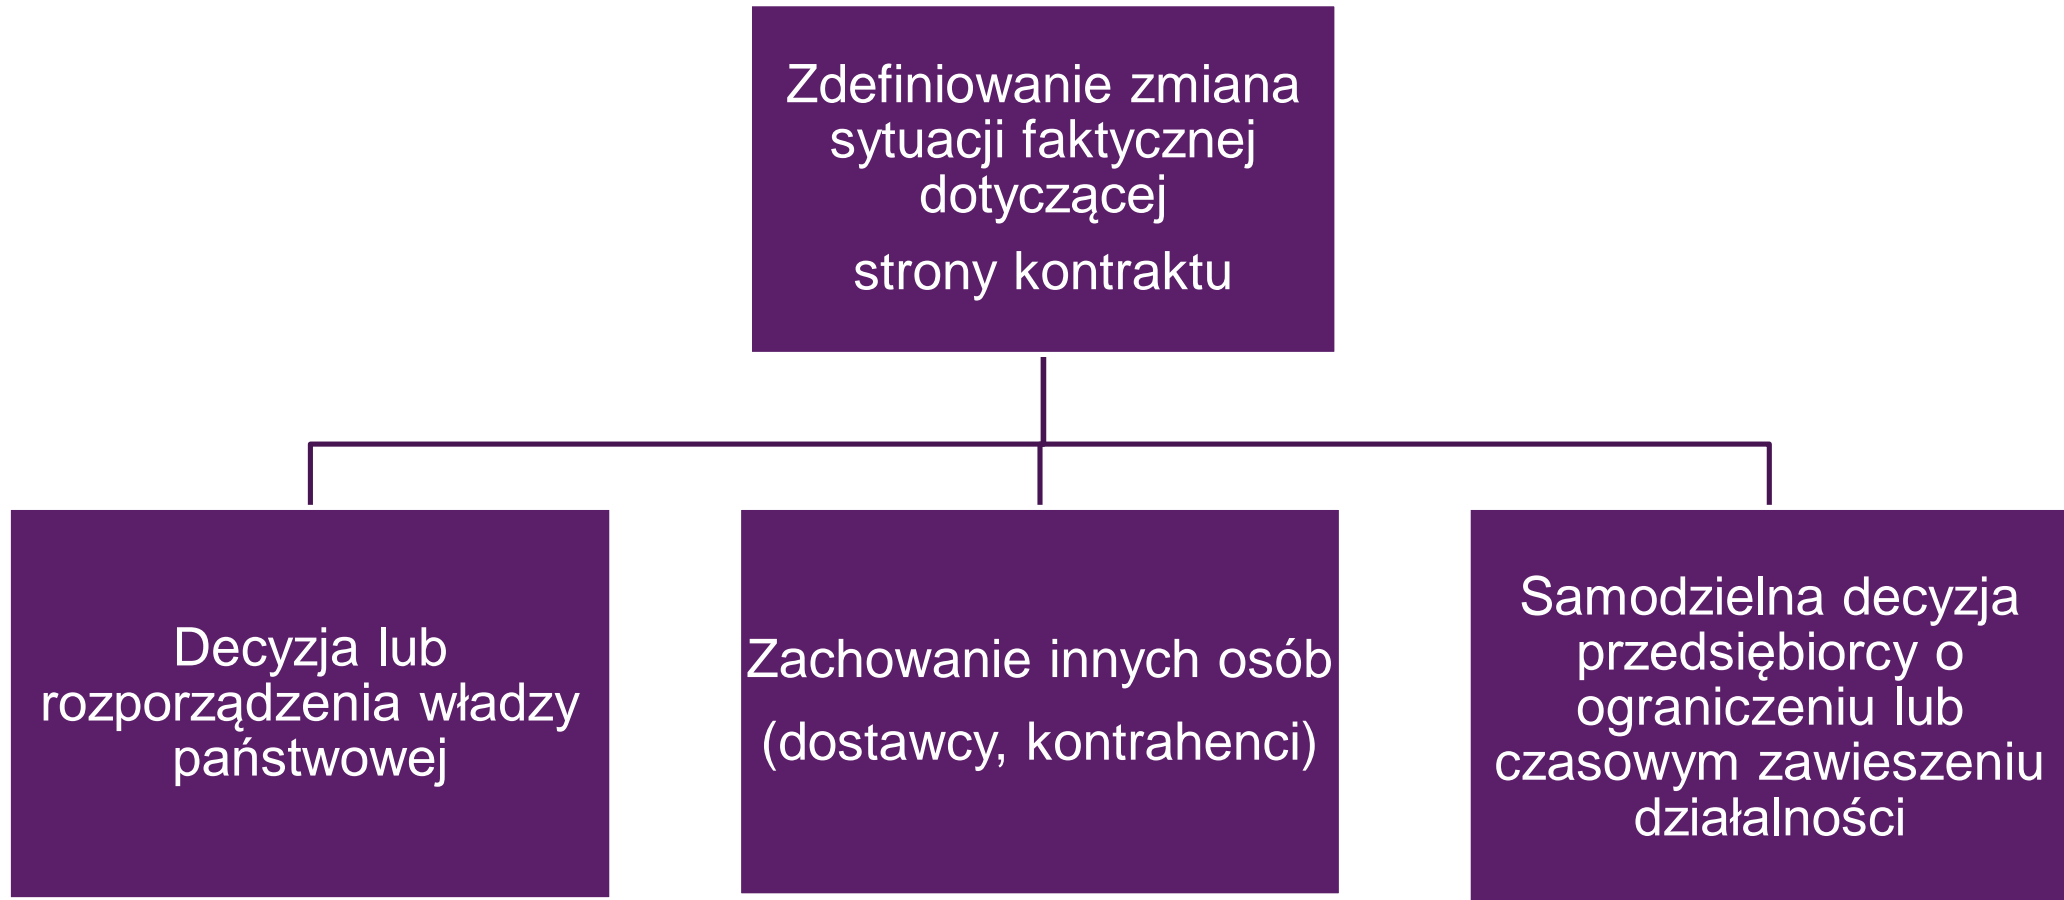 Zdefiniowanie zmiana
sytuacji faktycznej
dotyczącej
strony kontraktu
Decyzja lub
rozporządzenia władzy
państwowej
Zachowanie innych osób
(dostawcy, kontrahenci)
Samodzielna decyzja
przedsiębiorcy o
ograniczeniu lub
czasowym zawieszeniu
działalności